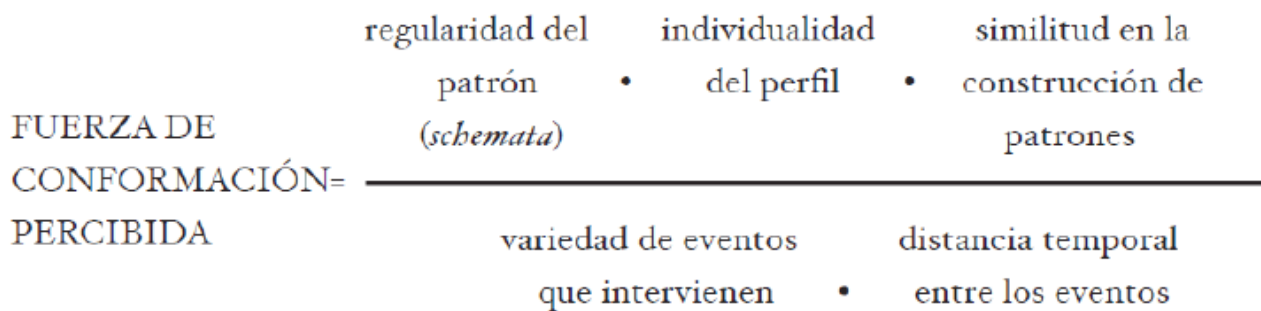 regularidad del individualidad similitud en la
patrón • del perfil • construcción de
(schemata) patrones
FUERZA DE
CONFORMACIÓN=
PERCIBIDA
variedad de eventos distancia temporal
que intervienen • entre los eventos